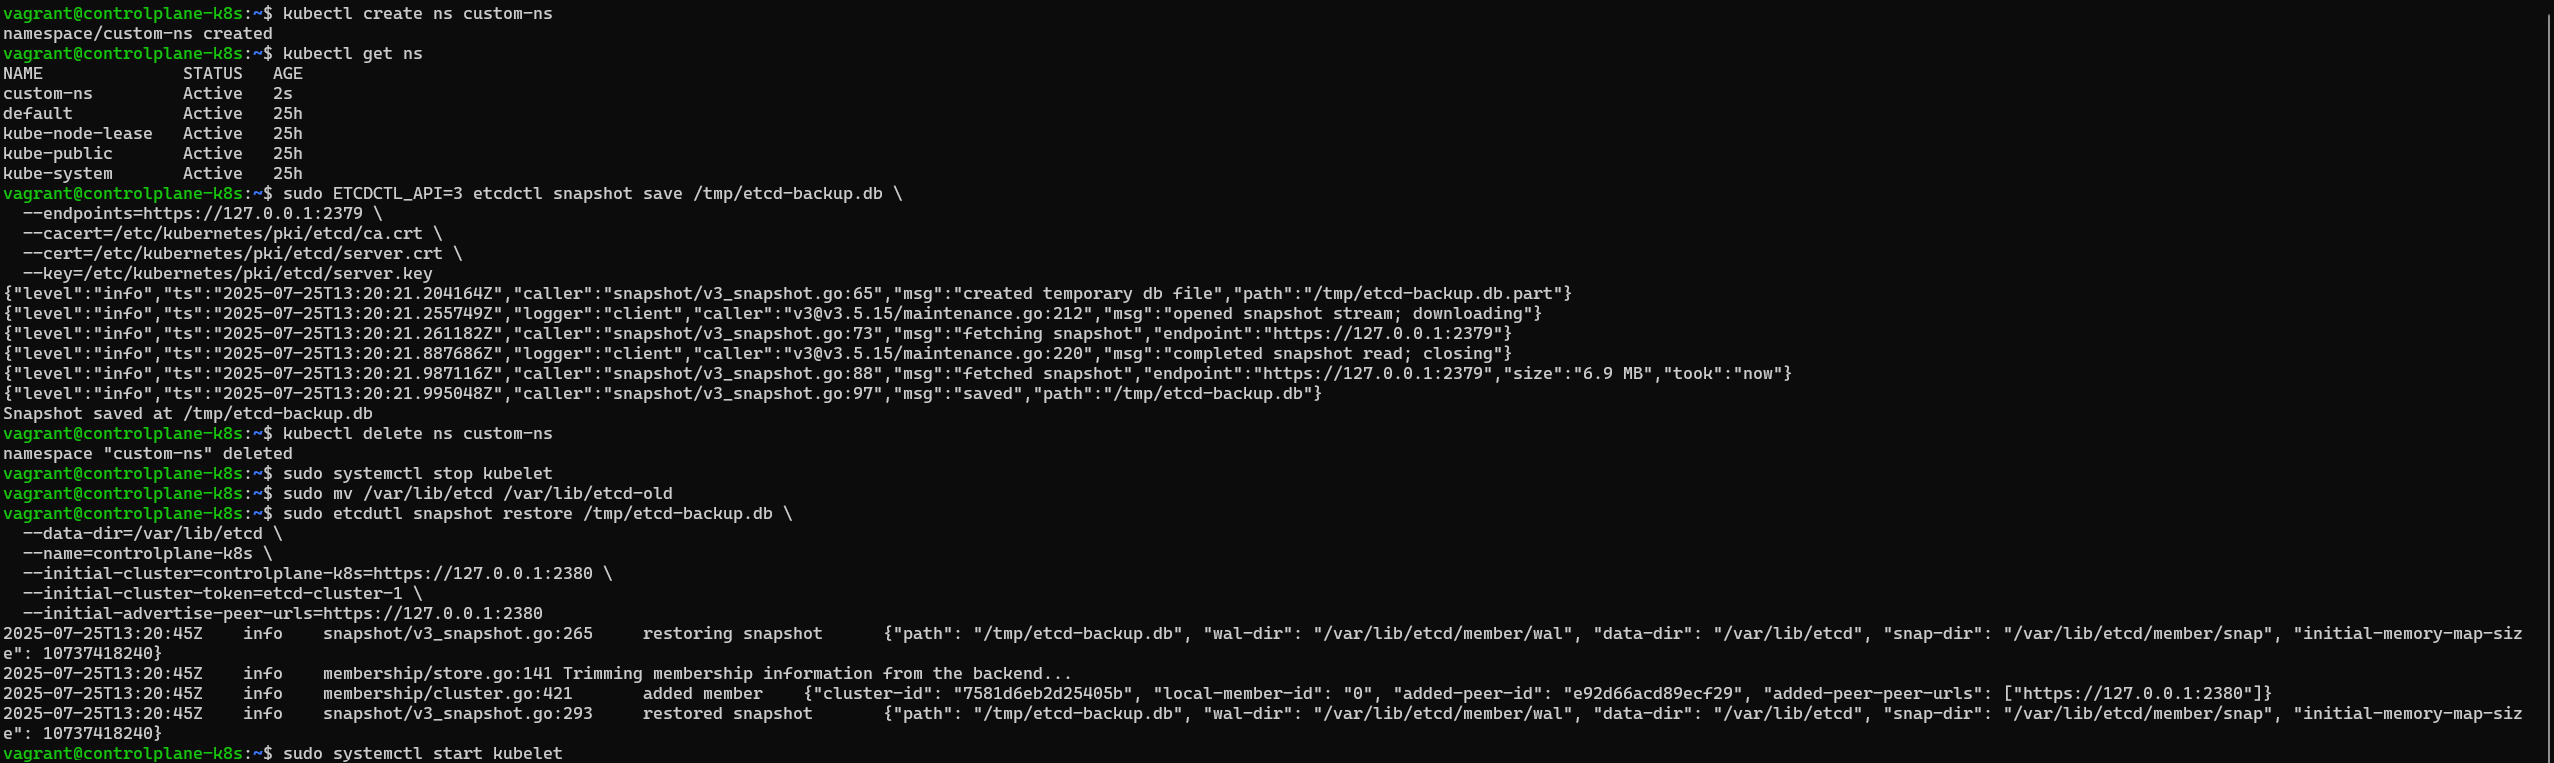 vagrant@controlplane-k8s:~$ kubectl create ns custom-ns
namespace/custom-ns created
vagrant@controlplane-k8s:~$ kubectl get ns
NAME              STATUS   AGE
custom-ns         Active   2s
default           Active   25h
kube-node-lease   Active   25h
kube-public       Active   25h
kube-system       Active   25h
vagrant@controlplane-k8s:~$ sudo ETCDCTL_API=3 etcdctl snapshot save /tmp/etcd-backup.db \
  --endpoints=https://127.0.0.1:2379 \
  --cacert=/etc/kubernetes/pki/etcd/ca.crt \
  --cert=/etc/kubernetes/pki/etcd/server.crt \
  --key=/etc/kubernetes/pki/etcd/server.key
{"level":"info","ts":"2025-07-25T13:20:21.204164Z","caller":"snapshot/v3_snapshot.go:65","msg":"created temporary db file","path":"/tmp/etcd-backup.db.part"}
{"level":"info","ts":"2025-07-25T13:20:21.255749Z","logger":"client","caller":"v3@v3.5.15/maintenance.go:212","msg":"opened snapshot stream; downloading"}
{"level":"info","ts":"2025-07-25T13:20:21.261182Z","caller":"snapshot/v3_snapshot.go:73","msg":"fetching snapshot","endpoint":"https://127.0.0.1:2379"}
{"level":"info","ts":"2025-07-25T13:20:21.887686Z","logger":"client","caller":"v3@v3.5.15/maintenance.go:220","msg":"completed snapshot read; closing"}
{"level":"info","ts":"2025-07-25T13:20:21.987116Z","caller":"snapshot/v3_snapshot.go:88","msg":"fetched snapshot","endpoint":"https://127.0.0.1:2379","size":"6.9 MB","took":"now"}
{"level":"info","ts":"2025-07-25T13:20:21.995048Z","caller":"snapshot/v3_snapshot.go:97","msg":"saved","path":"/tmp/etcd-backup.db"}
Snapshot saved at /tmp/etcd-backup.db
vagrant@controlplane-k8s:~$ kubectl delete ns custom-ns
namespace "custom-ns" deleted
vagrant@controlplane-k8s:~$ sudo systemctl stop kubelet
vagrant@controlplane-k8s:~$ sudo mv /var/lib/etcd /var/lib/etcd-old
vagrant@controlplane-k8s:~$ sudo etcdutl snapshot restore /tmp/etcd-backup.db \
  --data-dir=/var/lib/etcd \
  --name=controlplane-k8s \
  --initial-cluster=controlplane-k8s=https://127.0.0.1:2380 \
  --initial-cluster-token=etcd-cluster-1 \
  --initial-advertise-peer-urls=https://127.0.0.1:2380
2025-07-25T13:20:45Z    info    snapshot/v3_snapshot.go:265     restoring snapshot      {"path": "/tmp/etcd-backup.db", "wal-dir": "/var/lib/etcd/member/wal", "data-dir": "/var/lib/etcd", "snap-dir": "/var/lib/etcd/member/snap", "initial-memory-map-siz
e": 10737418240}
2025-07-25T13:20:45Z    info    membership/store.go:141 Trimming membership information from the backend...
2025-07-25T13:20:45Z    info    membership/cluster.go:421       added member    {"cluster-id": "7581d6eb2d25405b", "local-member-id": "0", "added-peer-id": "e92d66acd89ecf29", "added-peer-peer-urls": ["https://127.0.0.1:2380"]}
2025-07-25T13:20:45Z    info    snapshot/v3_snapshot.go:293     restored snapshot       {"path": "/tmp/etcd-backup.db", "wal-dir": "/var/lib/etcd/member/wal", "data-dir": "/var/lib/etcd", "snap-dir": "/var/lib/etcd/member/snap", "initial-memory-map-siz
e": 10737418240}
vagrant@controlplane-k8s:~$ sudo systemctl start kubelet